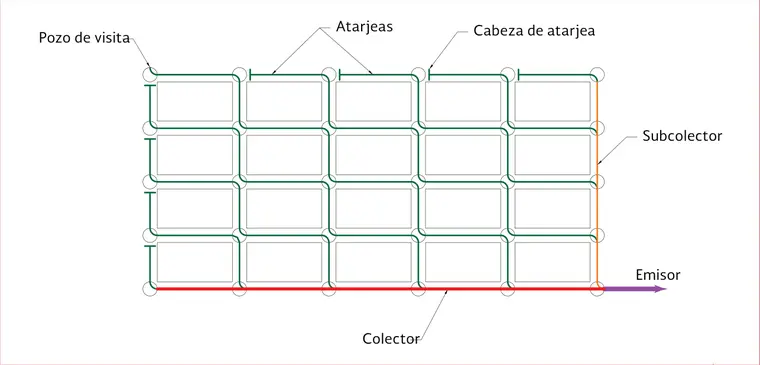 Pozo de visita
Atarjeas
Cabeza de atarjea
Subcolector
Emisor
Colector